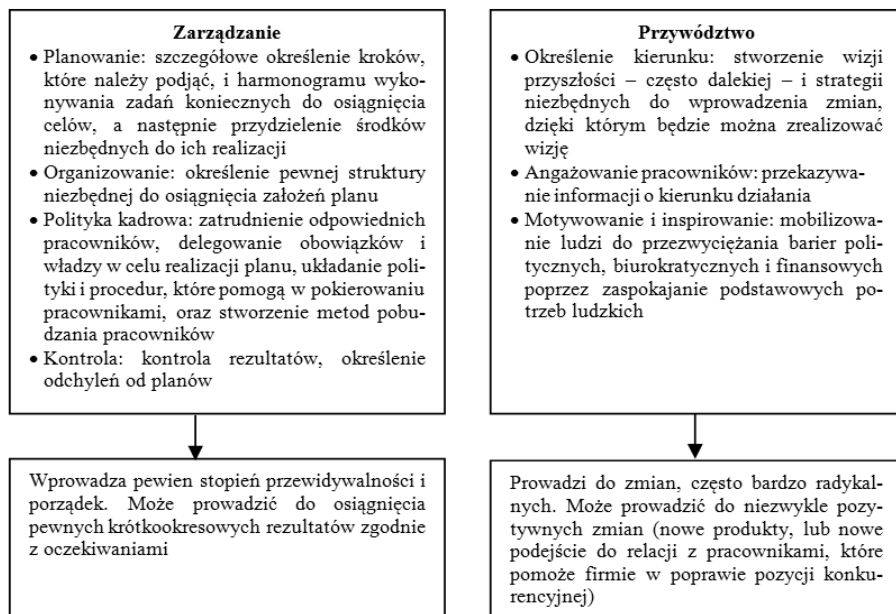 Zarządzanie
• Planowanie: szczegółowe określenie kroków,
które należy podjąć, i harmonogramu wyko-
nywania zadań koniecznych do osiągnięcia
celów, a następnie przydzielenie środków
niezbędnych do ich realizacji
• Organizowanie: określenie pewnej struktury
niezbędnej do osiągnięcia założeń planu
• Polityka kadrowa: zatrudnienie odpowiednich
pracowników, delegowanie obowiązków i
władzy w celu realizacji planu, układanie poli-
tyki i procedur, które pomogą w pokierowaniu
pracownikami, oraz stworzenie metod pobu-
dzania pracowników
• Kontrola: kontrola rezultatów, określenie
odchyleń od planów
Wprowadza pewien stopień przewidywalności i
porządek. Może prowadzić do osiągnięcia
pewnych krótkookresowych rezultatów zgodnie
z oczekiwaniami
Przywództwo
• Określenie kierunku: stworzenie wizji
przyszłości – często dalekiej – i strategii
niezbędnych do wprowadzenia zmian,
dzięki którym będzie można zrealizować
wizję
• Angażowanie pracowników: przekazywa-
nie informacji o kierunku działania
• Motywowanie i inspirowanie: mobilizowa-
nie ludzi do przezwyciężania barier poli-
tycznych, biurokratycznych i finansowych
poprzez zaspokajanie podstawowych po-
trzeb ludzkich
Prowadzi do zmian, często bardzo radykal-
nych. Może prowadzić do niezwykle pozy-
tywnych zmian (nowe produkty, lub nowe
podejście do relacji z pracownikami, które
pomoże firmie w poprawie pozycji konku-
rencyjnej)